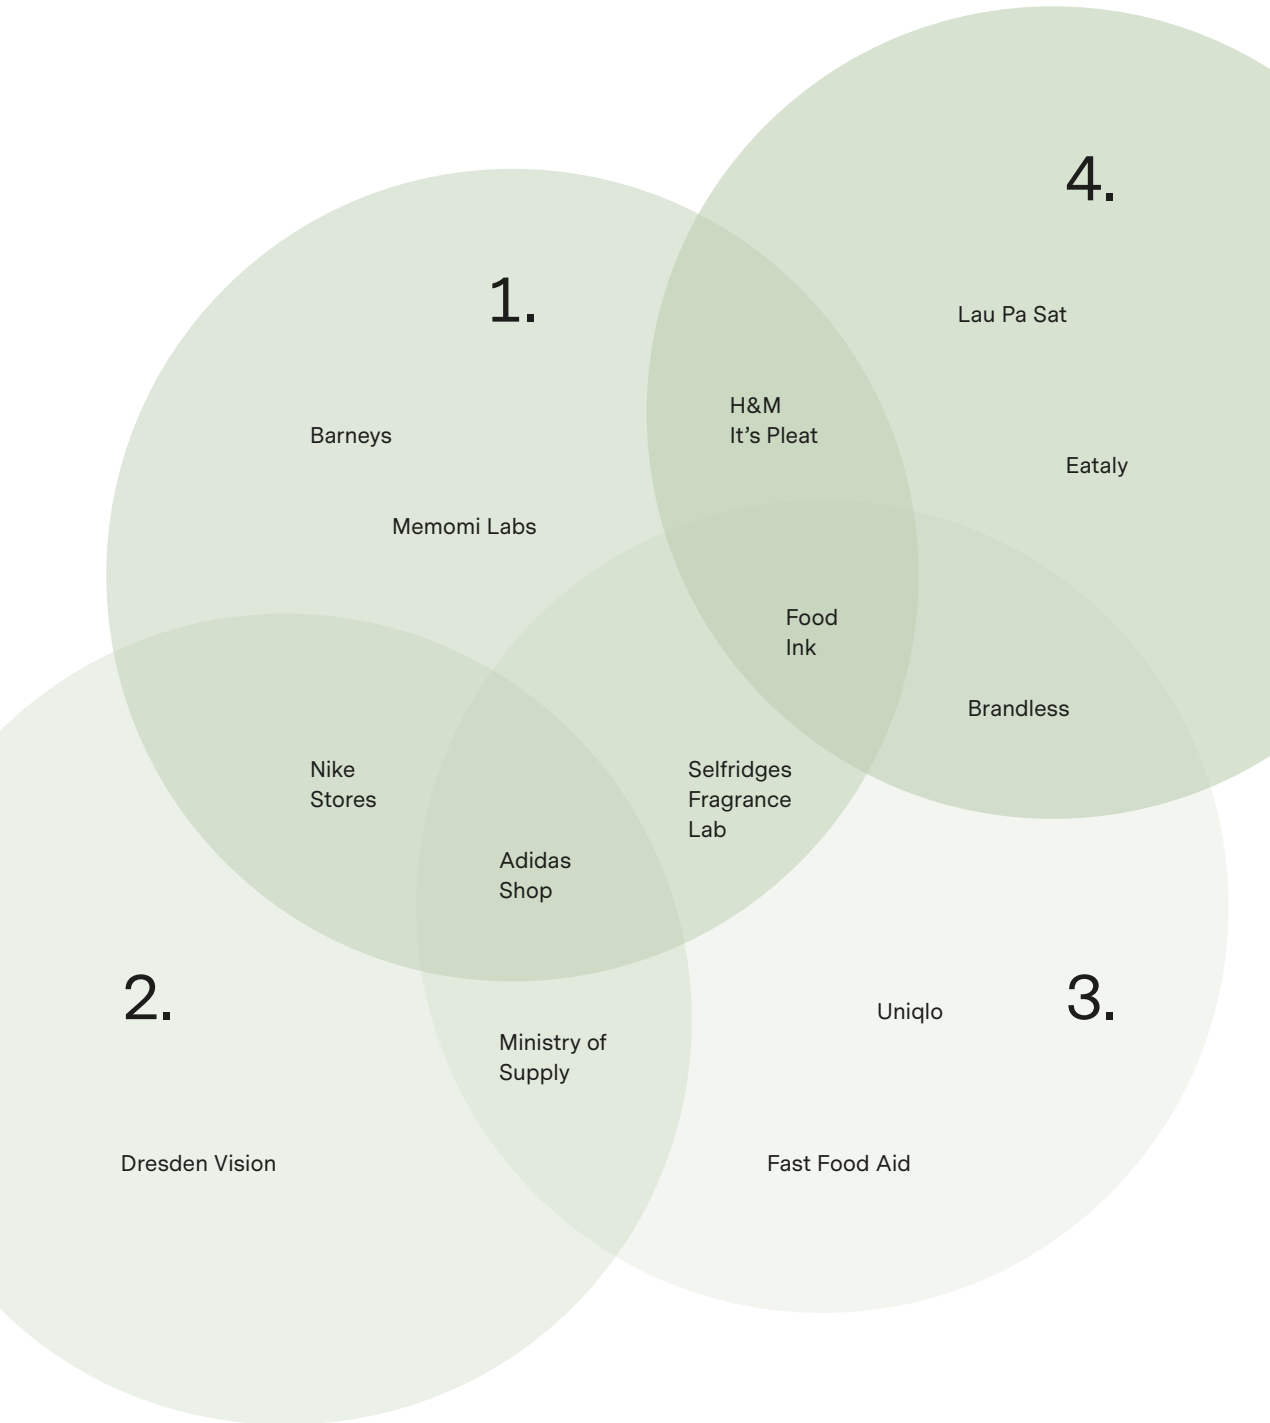 4.
1.
Lau Pa Sat
H&M
It’s Pleat
Barneys
Eataly
Memomi Labs
Food
Ink
Brandless
Nike
Stores
Selfridges
Fragrance
Lab
Adidas
Shop
2.
Uniqlo
3.
Ministry of
Supply
Dresden Vision
Fast Food Aid